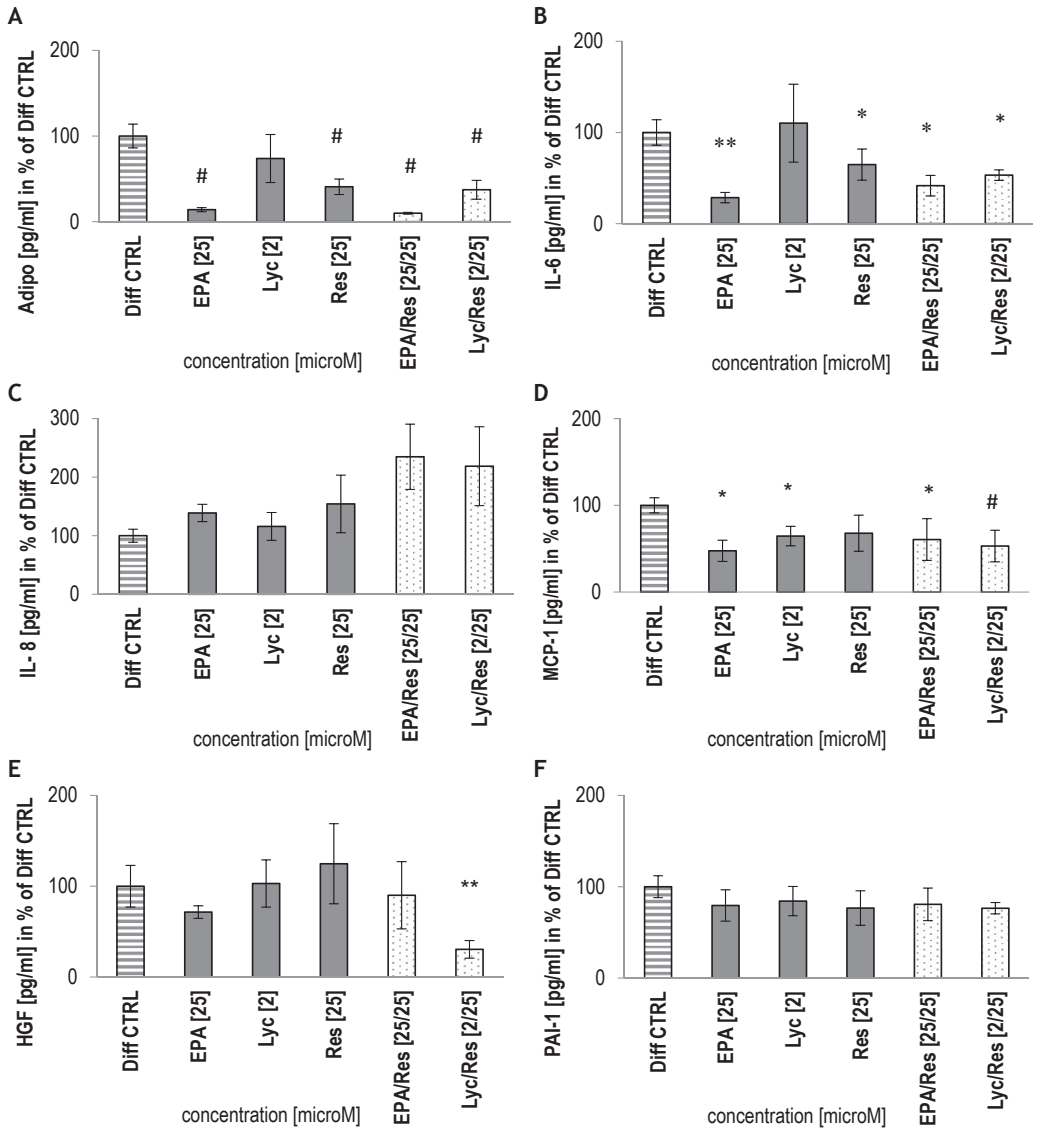 A
Adipo [pg/ml] in % of Diff CTRL
200
100
0
#
#
#
#
Diff CTRL
EPA [25]
Lyc [2]
Res [25]
EPA/Res [25/25]
Lyc/Res [2/25]
concentration [microM]
B
IL-6 [pg/ml] in % of Diff CTRL
200
100
0
**
*
*
*
Diff CTRL
EPA [25]
Lyc [2]
Res [25]
EPA/Res [25/25]
Lyc/Res [2/25]
concentration [microM]
C
IL- 8 [pg/ml] in % of Diff CTRL
300
200
100
0
Diff CTRL
EPA [25]
Lyc [2]
Res [25]
EPA/Res [25/25]
Lyc/Res [2/25]
concentration [microM]
D
MCP-1 [pg/ml] in % of Diff CTRL
200
100
0
*
*
*
#
Diff CTRL
EPA [25]
Lyc [2]
Res [25]
EPA/Res [25/25]
Lyc/Res [2/25]
concentration [microM]
E
HGF [pg/ml] in % of Diff CTRL
200
100
0
**
Diff CTRL
EPA [25]
Lyc [2]
Res [25]
EPA/Res [25/25]
Lyc/Res [2/25]
concentration [microM]
F
PAI-1 [pg/ml] in % of Diff CTRL
200
100
0
Diff CTRL
EPA [25]
Lyc [2]
Res [25]
EPA/Res [25/25]
Lyc/Res [2/25]
concentration [microM]